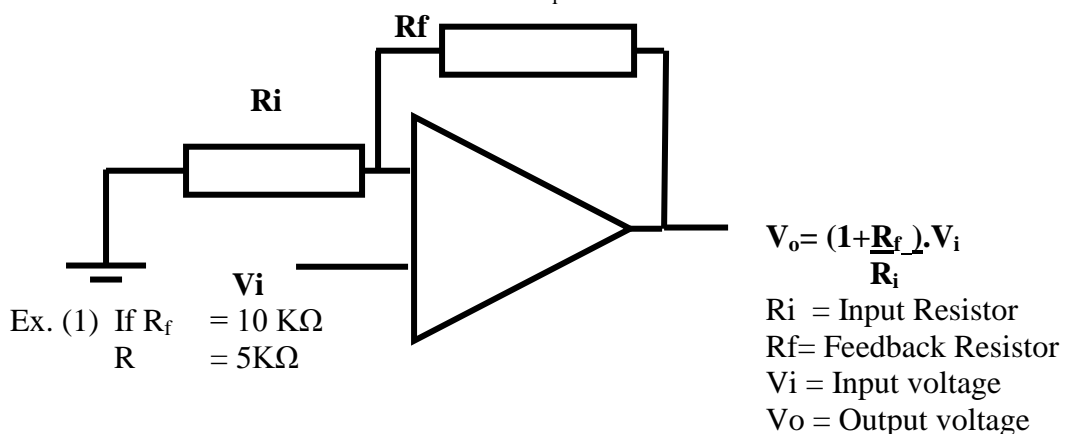 Rf
Ri
Vi
Ex. (1) If Rf = 10 KΩ
R = 5KΩ
Vo= (1+Rf ).Vi
Ri
Ri = Input Resistor
Rf= Feedback Resistor
Vi = Input voltage
Vo = Output voltage